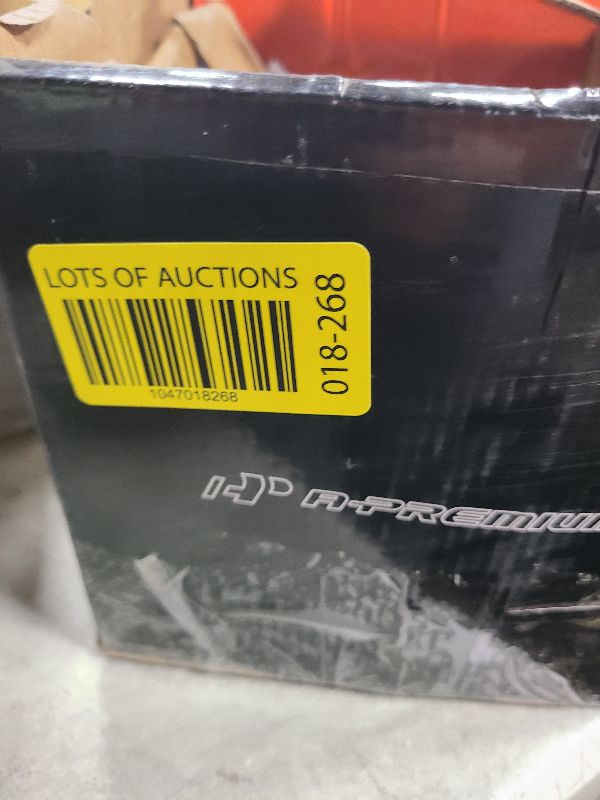 LOTS OF AUCTIONS
1047018268
018-268
A-PREMIUM